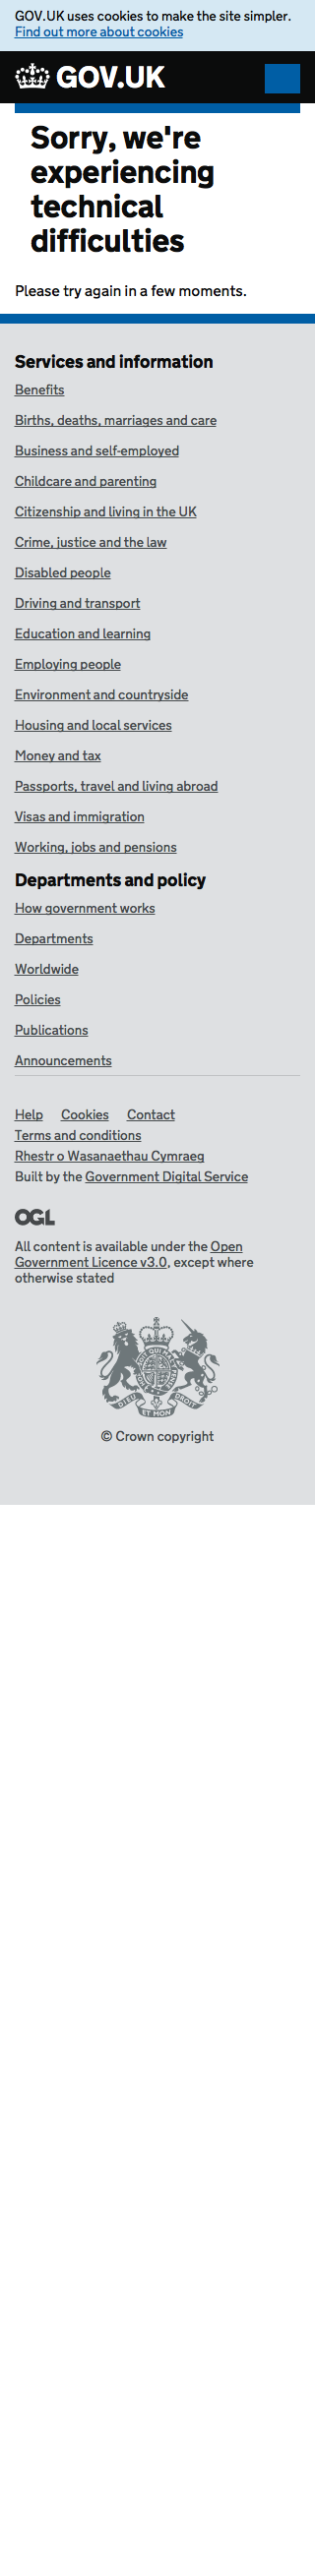 GOV.UK uses cookies to make the site simpler.
Find out more about cookies
GOV.UK
Sorry, we're
experiencing
technical
difficulties
Please try again in a few moments.
Services and information
Benefits
Births, deaths, marriages and care
Business and self-employed
Childcare and parenting
Citizenship and living in the UK
Crime, justice and the law
Disabled people
Driving and transport
Education and learning
Employing people
Environment and countryside
Housing and local services
Money and tax
Passports, travel and living abroad
Visas and immigration
Working, jobs and pensions
Departments and policy
How government works
Departments
Worldwide
Policies
Publications
Announcements
Help Cookies Contact
Terms and conditions
Rhestr o Wasanaethau Cymraeg
Built by the Government Digital Service
OGL
All content is available under the Open
Government Licence v3.0, except where
otherwise stated
DIEU ET MON DROIT
© Crown copyright